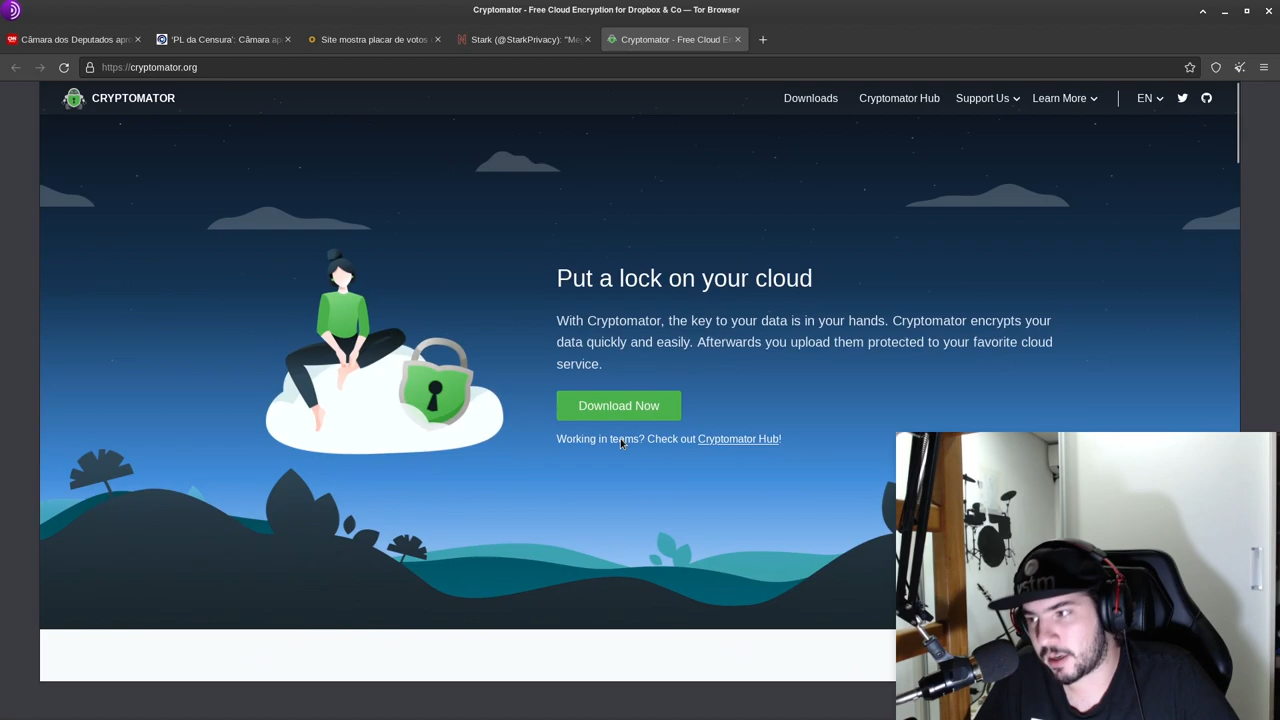 Cryptomator - Free Cloud Encryption for Dropbox & Co — Tor Browser
Câmara dos Deputados apr
'PL da Censura': Câmara ap
Site mostra placar de votos
Stark (@StarkPrivacy): "Me
Cryptomator - Free Cloud E
https://cryptomator.org
CRYPTOMATOR
Downloads Cryptomator Hub Support Us Learn More EN
Put a lock on your cloud
With Cryptomator, the key to your data is in your hands. Cryptomator encrypts your
data quickly and easily. Afterwards you upload them protected to your favorite cloud
service.
Download Now
Working in teams? Check out Cryptomator Hub!